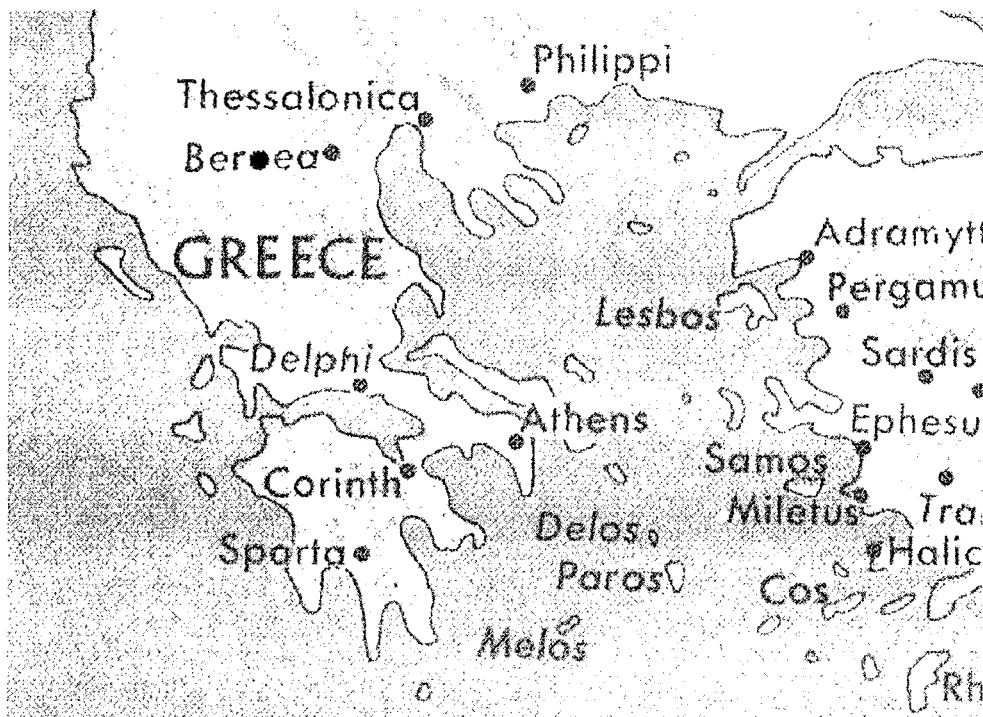 Philippi
Thessalonica
Beroea
GREECE
Adramytt
Pergamu
Lesbos
Delphi
Sardis
Athens
Ephesu
Samos
Corinth
Miletus
Tra
Delos
Sparta
Halic
Paros
Cos
Melos
Rh